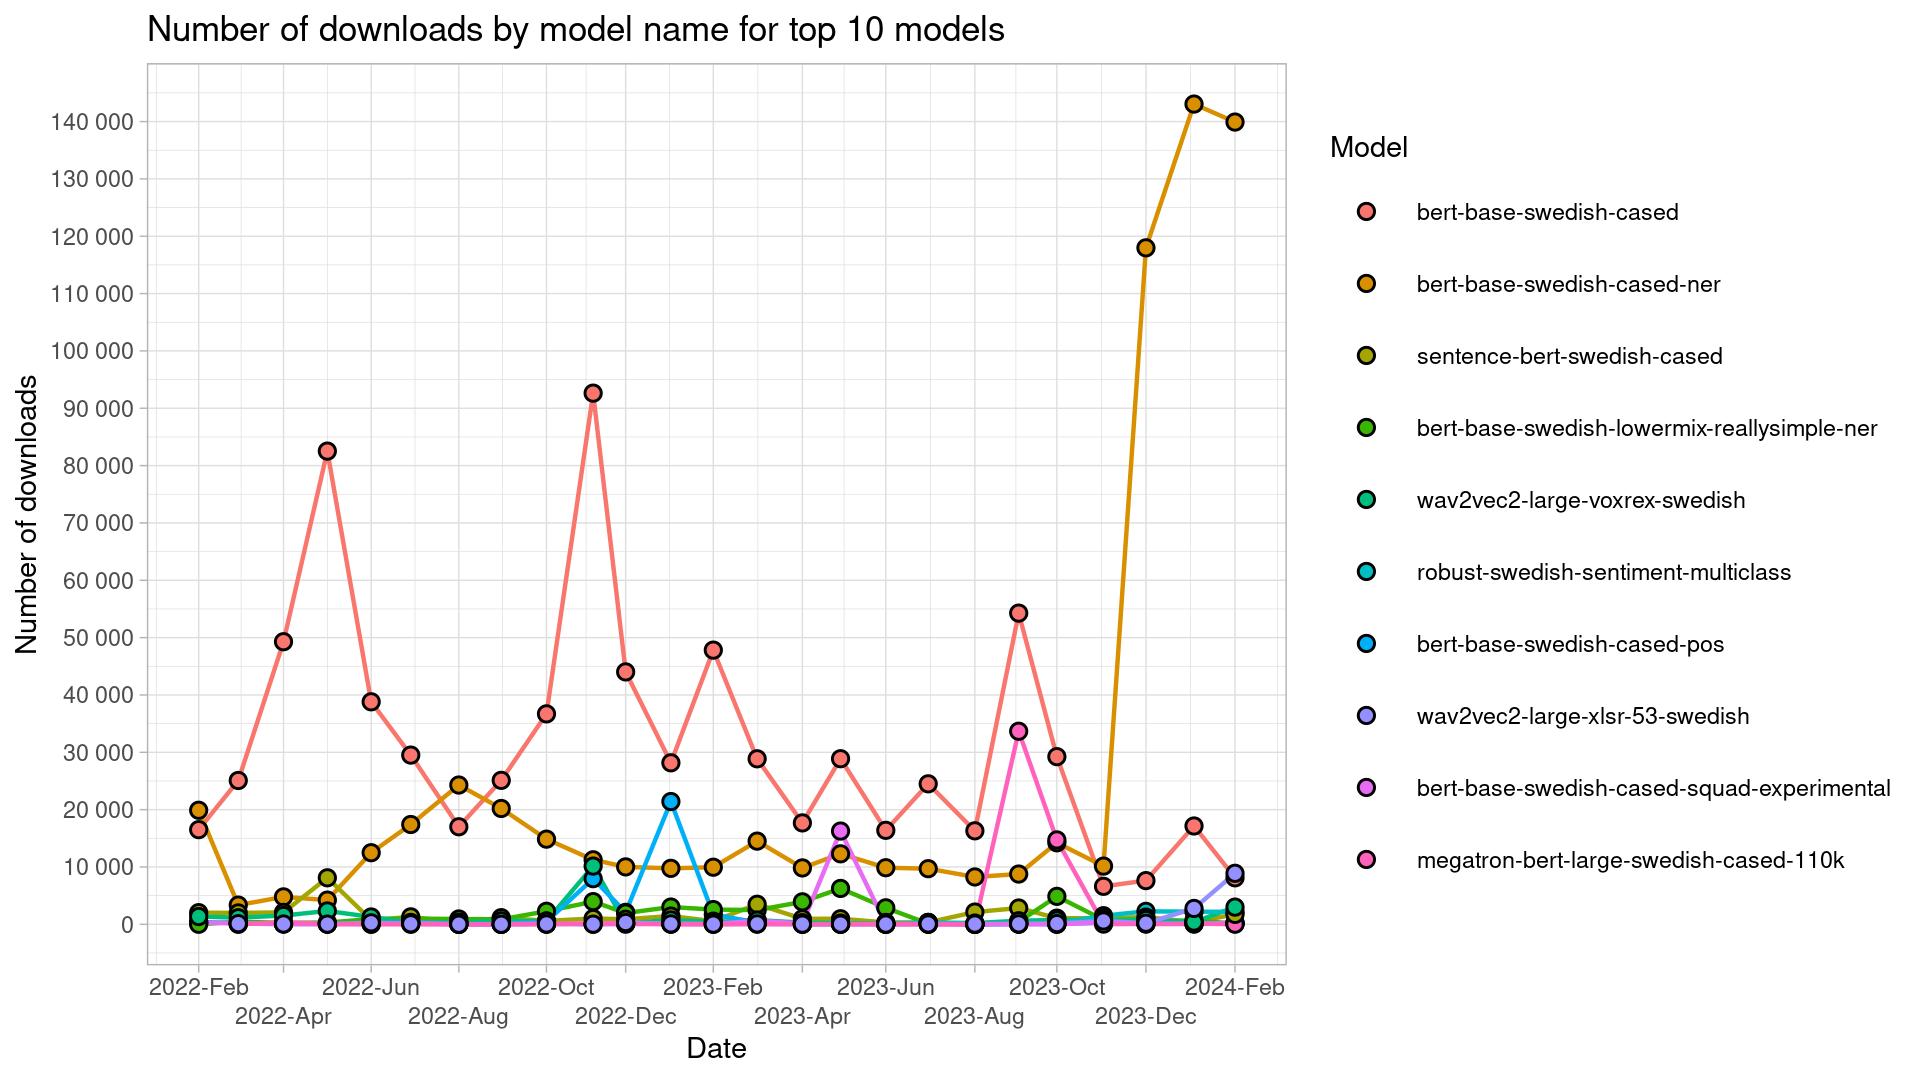 Number of downloads by model name for top 10 models
Number of downloads
140 000
130 000
120 000
110 000
100 000
90 000
80 000
70 000
60 000
50 000
40 000
30 000
20 000
10 000
0
2022-Feb
2022-Apr
2022-Jun
2022-Aug
2022-Oct
2022-Dec
2023-Feb
2023-Apr
2023-Jun
2023-Aug
2023-Oct
2023-Dec
2024-Feb
Date
Model
bert-base-swedish-cased
bert-base-swedish-cased-ner
sentence-bert-swedish-cased
bert-base-swedish-lowermix-reallysimple-ner
wav2vec2-large-voxrex-swedish
robust-swedish-sentiment-multiclass
bert-base-swedish-cased-pos
wav2vec2-large-xlsr-53-swedish
bert-base-swedish-cased-squad-experimental
megatron-bert-large-swedish-cased-110k